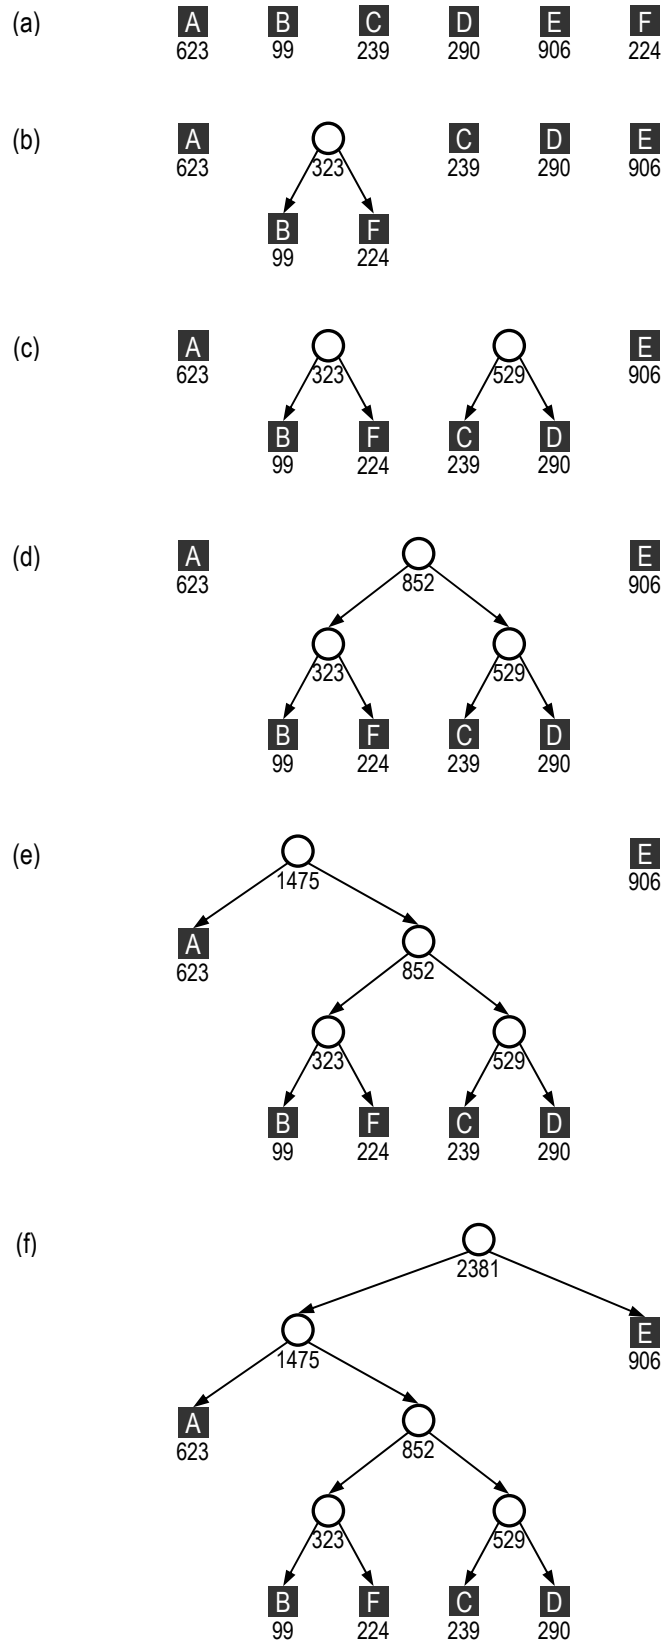 (a) A B C D E F
623 99 239 290 906 224
(b) A C D E
623 323 239 290 906
B F
99 224
(c) A E
623 323 529 906
B F C D
99 224 239 290
(d) A E
623 852 906
323 529
B F C D
99 224 239 290
(e) E
1475 906
A
623 852
323 529
B F C D
99 224 239 290
(f)
2381
E
1475 906
A
623 852
323 529
B F C D
99 224 239 290